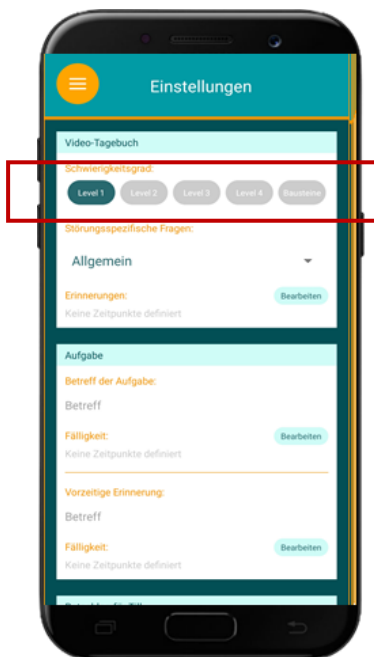 Einstellungen
Video-Tagebuch
Schwierigkeitsgrad:
Level 1 Level 2 Level 3 Level 4 Bausteine
Störungsspezifische Fragen:
Allgemein
Erinnerungen: Bearbeiten
Keine Zeitpunkte definiert
Aufgabe
Betreff der Aufgabe:
Betreff
Fälligkeit: Bearbeiten
Keine Zeitpunkte definiert
Vorzeitige Erinnerung:
Betreff
Fälligkeit: Bearbeiten
Keine Zeitpunkte definiert